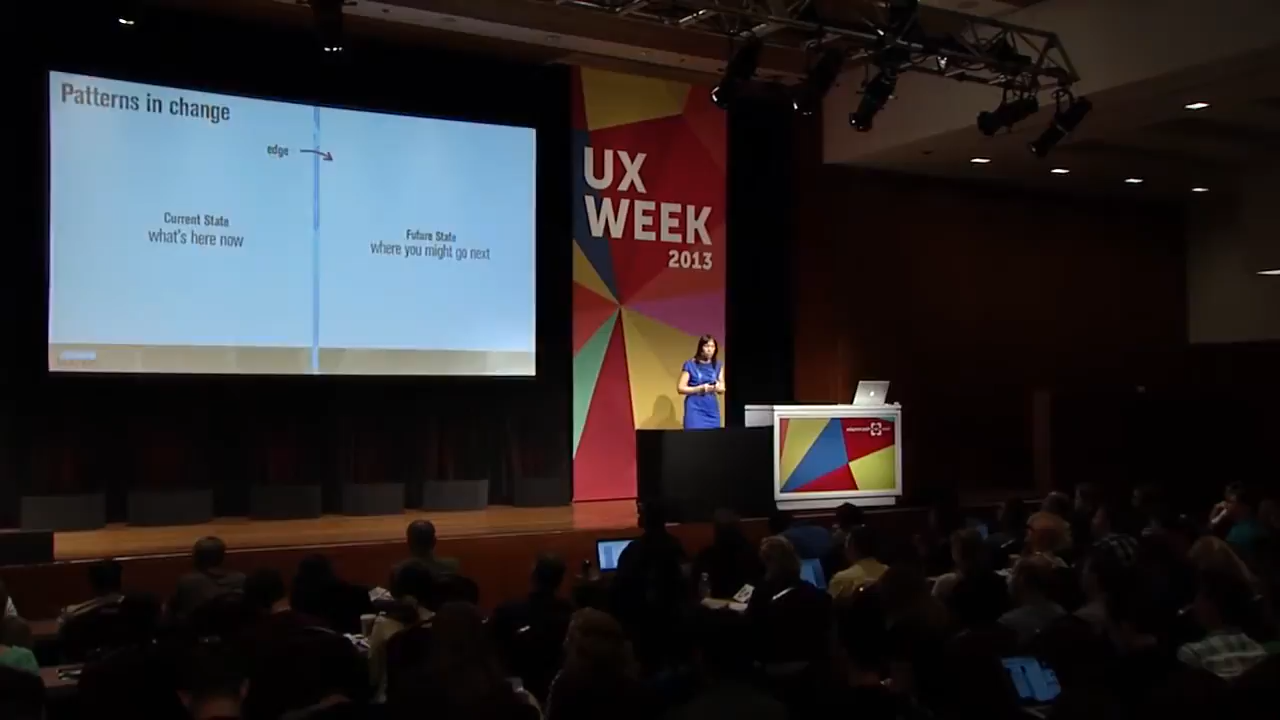 Patterns in change
edge
Current State
what's here now
Future State
where you might go next
UX
WEEK
2013